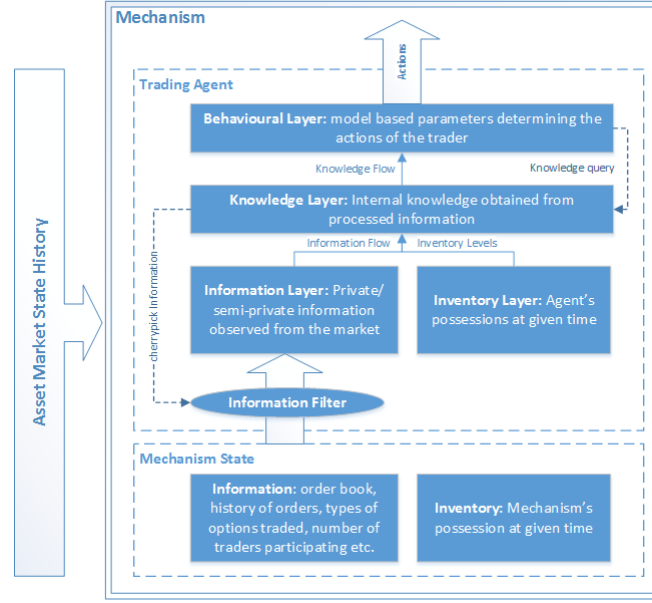 Mechanism
Asset Market State History
Actions
Trading Agent
Behavioural Layer: model based parameters determining the
actions of the trader
Knowledge Flow
Knowledge query
Knowledge Layer: Internal knowledge obtained from
processed information
cherrypick Information
Information Flow
Inventory Levels
Information Layer: Private/
semi-private information
observed from the market
Inventory Layer: Agent's
possessions at given time
Information Filter
Mechanism State
Information: order book,
history of orders, types of
options traded, number of
traders participating etc.
Inventory: Mechanism's
possession at given time